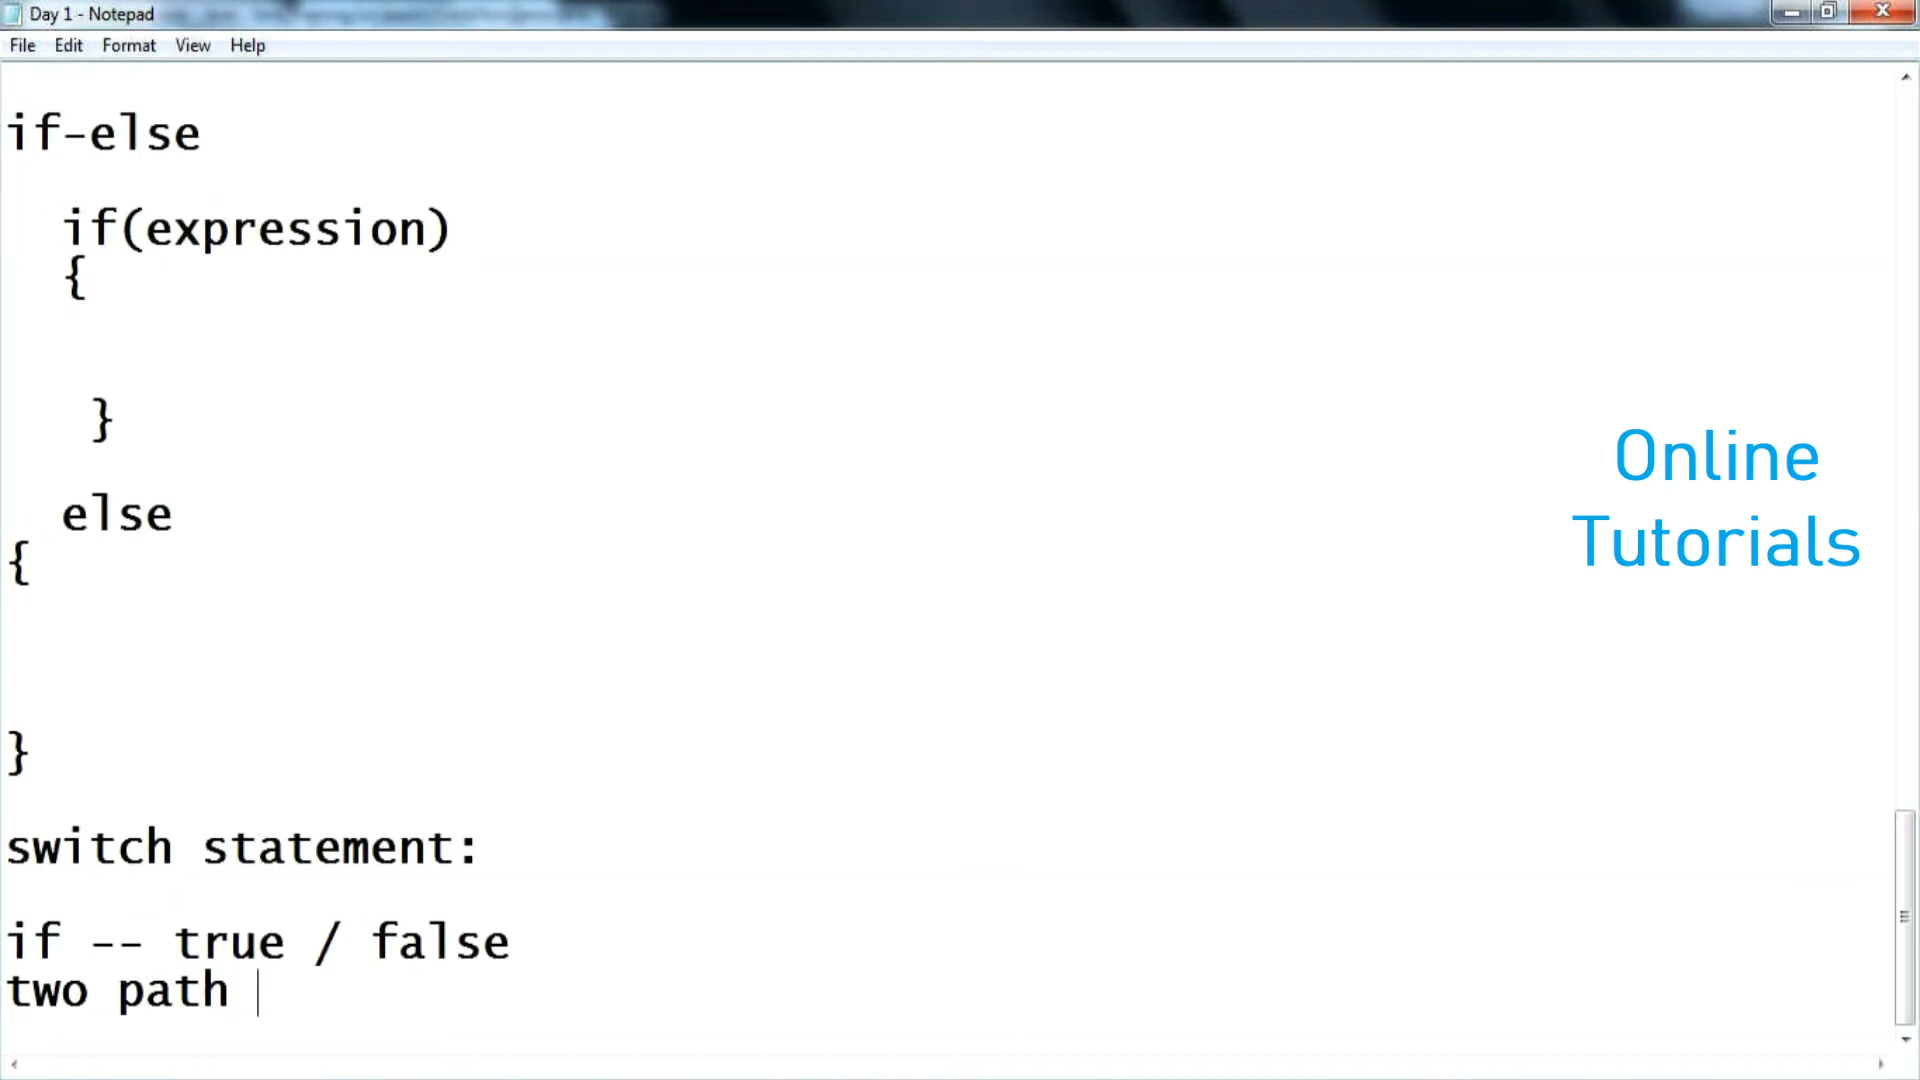 Day 1 - Notepad
File Edit Format View Help
if-else
if(expression)
{
}
else
{
}
switch statement:
if -- true / false
two path
Online
Tutorials